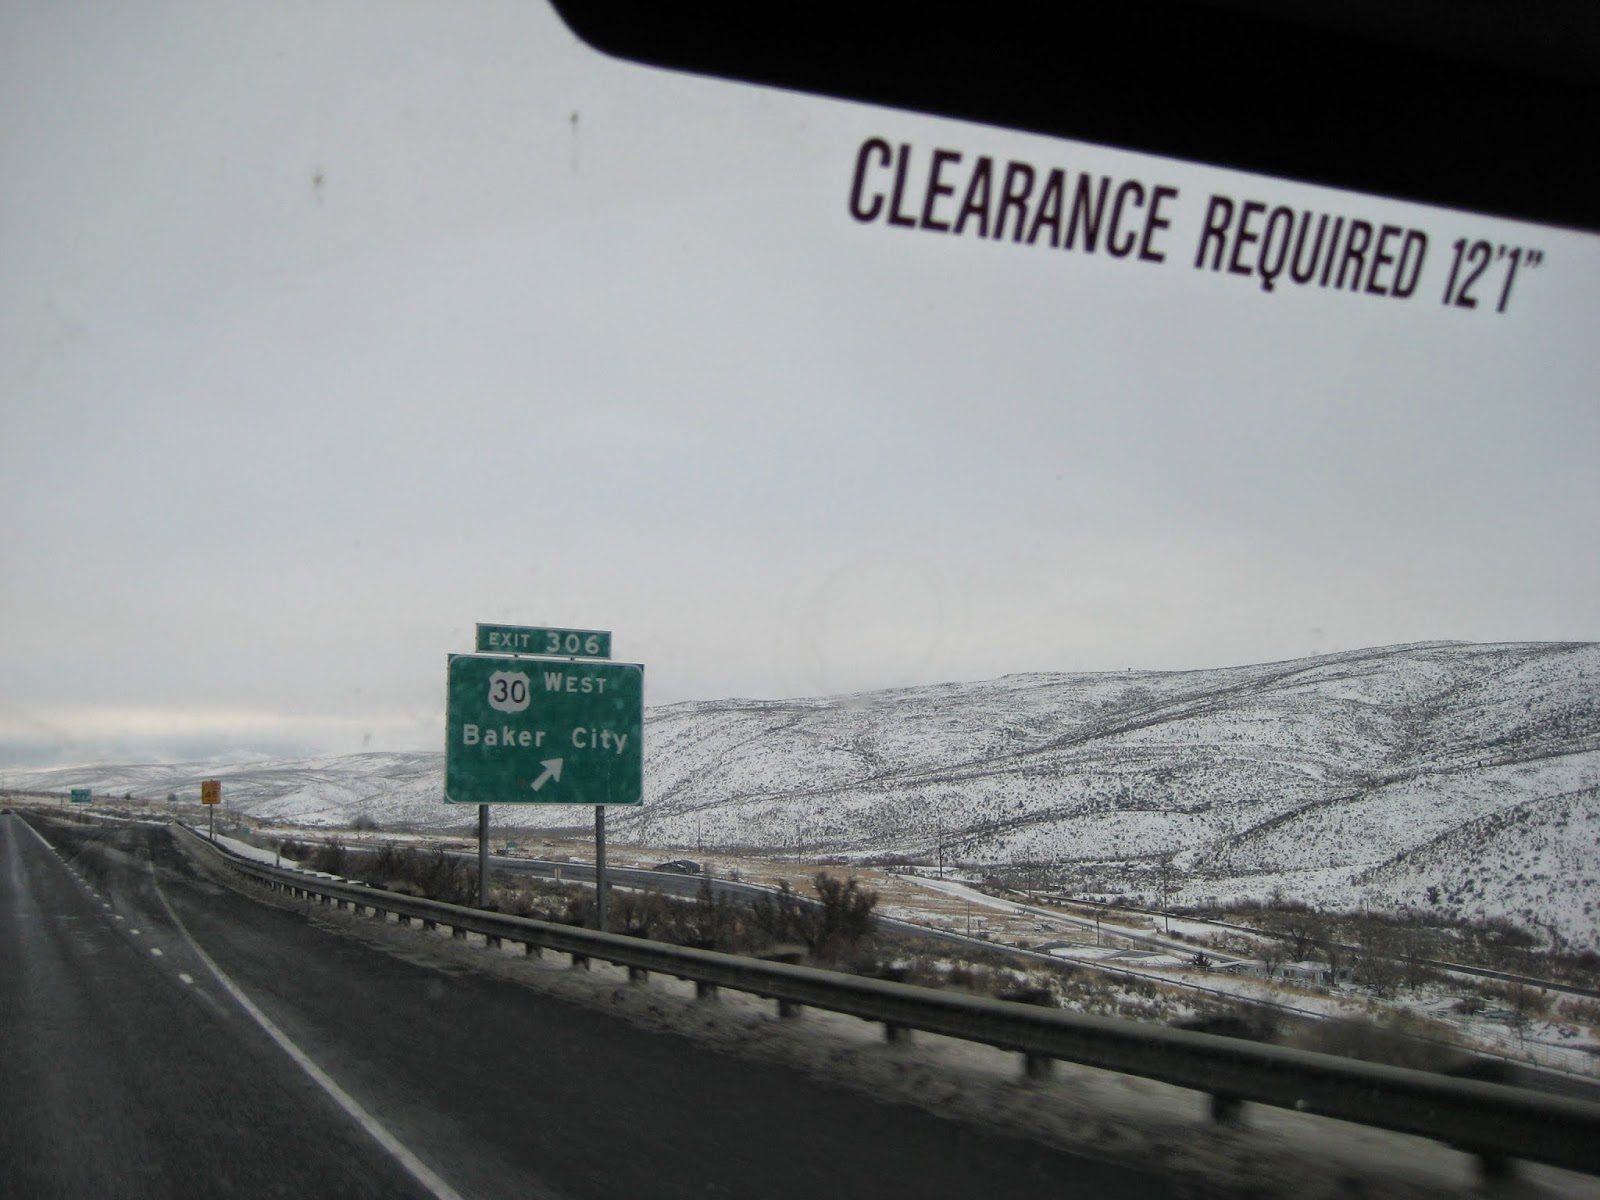 CLEARANCE REQUIRED 12'1"
EXIT 306
30 WEST
Baker City